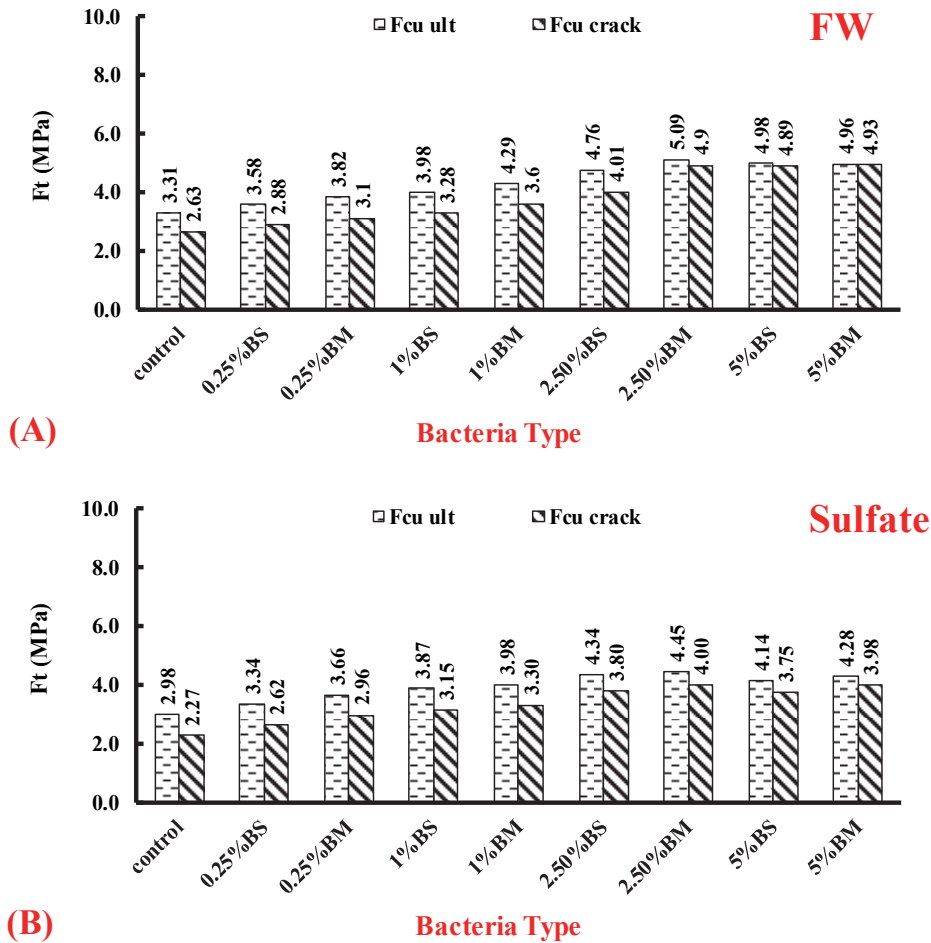 10.0
Fcu ult
Fcu crack
FW
8.0
6.0
4.0
2.0
0.0
Ft (MPa)
3.31
2.63
3.58
2.88
3.82
3.1
3.98
3.28
4.29
3.6
4.76
4.01
5.09
4.9
4.98
4.89
4.96
4.93
control
0.25%BS
0.25%BM
1%BS
1%BM
2.50%BS
2.50%BM
5%BS
5%BM
(A)
Bacteria Type
10.0
Fcu ult
Fcu crack
Sulfate
8.0
6.0
4.0
2.0
0.0
Ft (MPa)
2.98
2.27
3.34
2.62
3.66
2.96
3.87
3.15
3.98
3.30
4.34
3.80
4.45
4.00
4.14
3.75
4.28
3.98
control
0.25%BS
0.25%BM
1%BS
1%BM
2.50%BS
2.50%BM
5%BS
5%BM
(B)
Bacteria Type